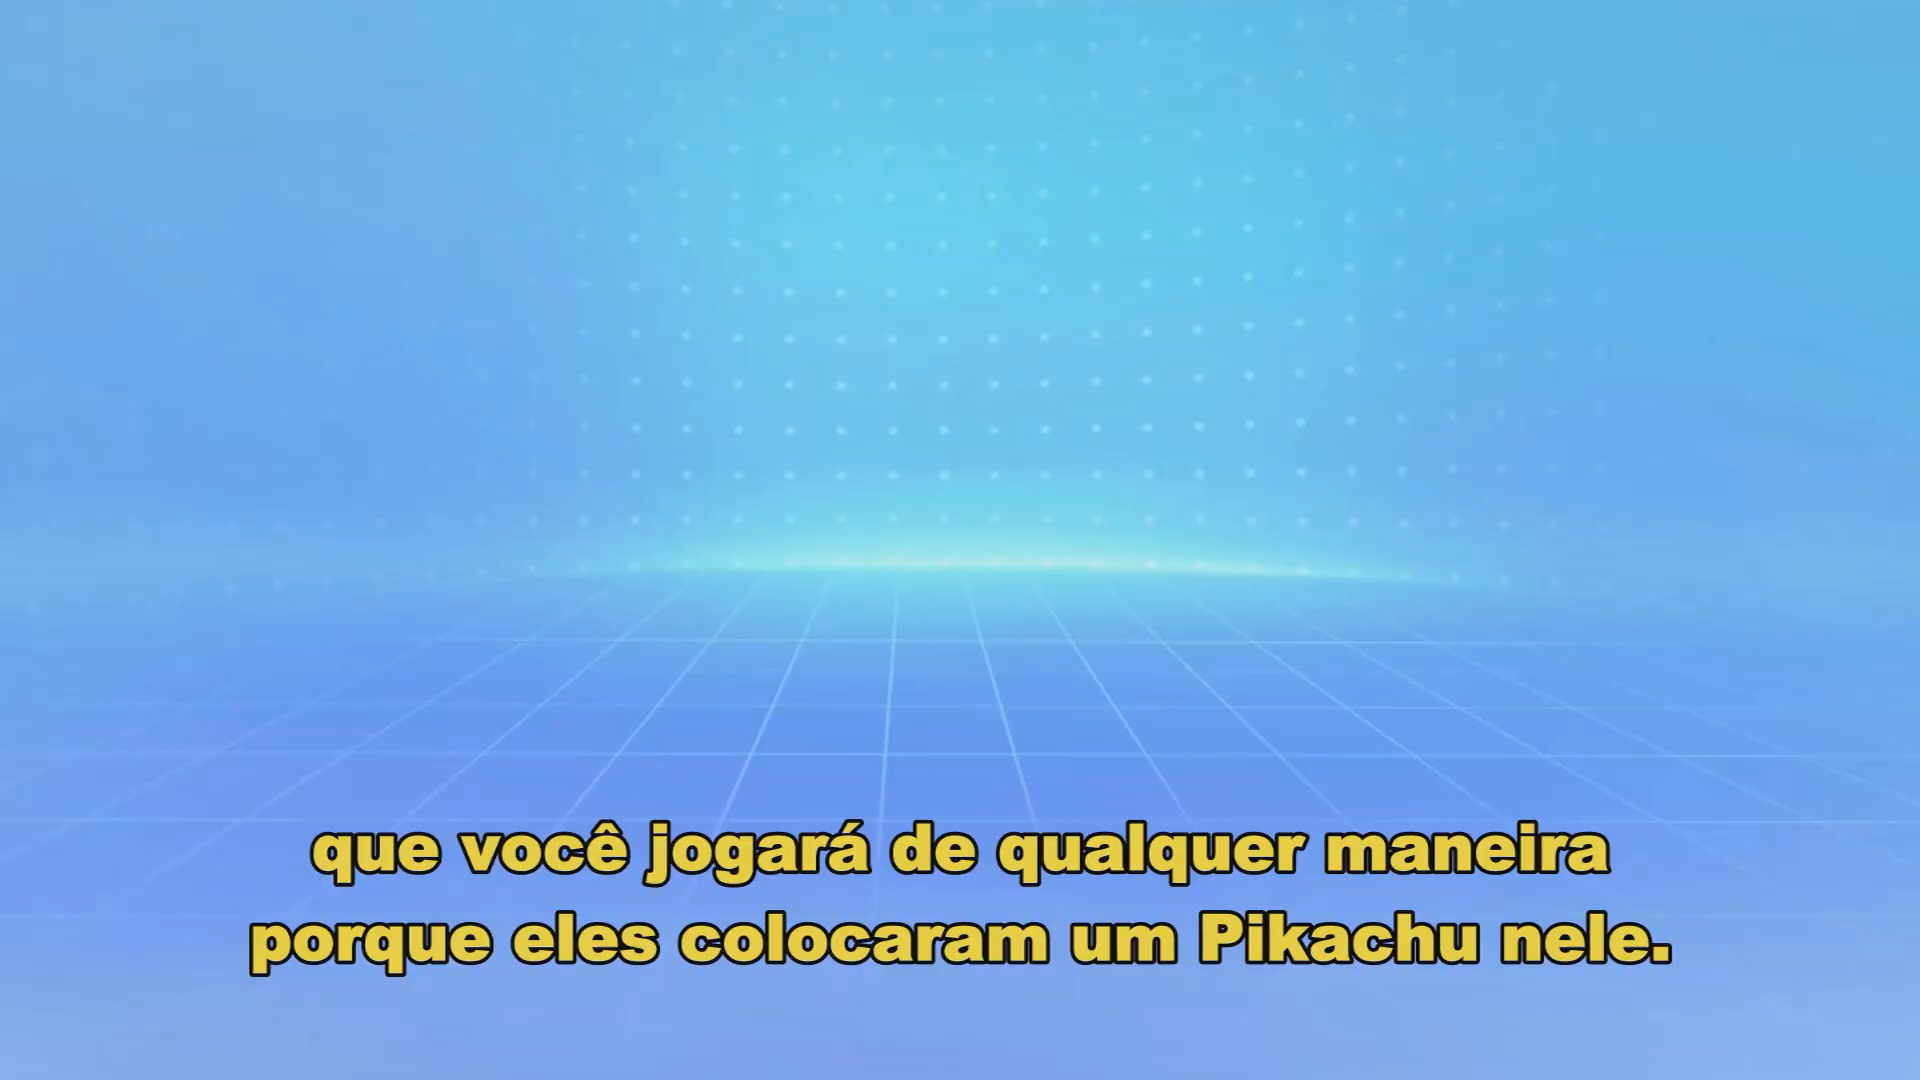 que você jogará de qualquer maneira
porque eles colocaram um Pikachu nele.